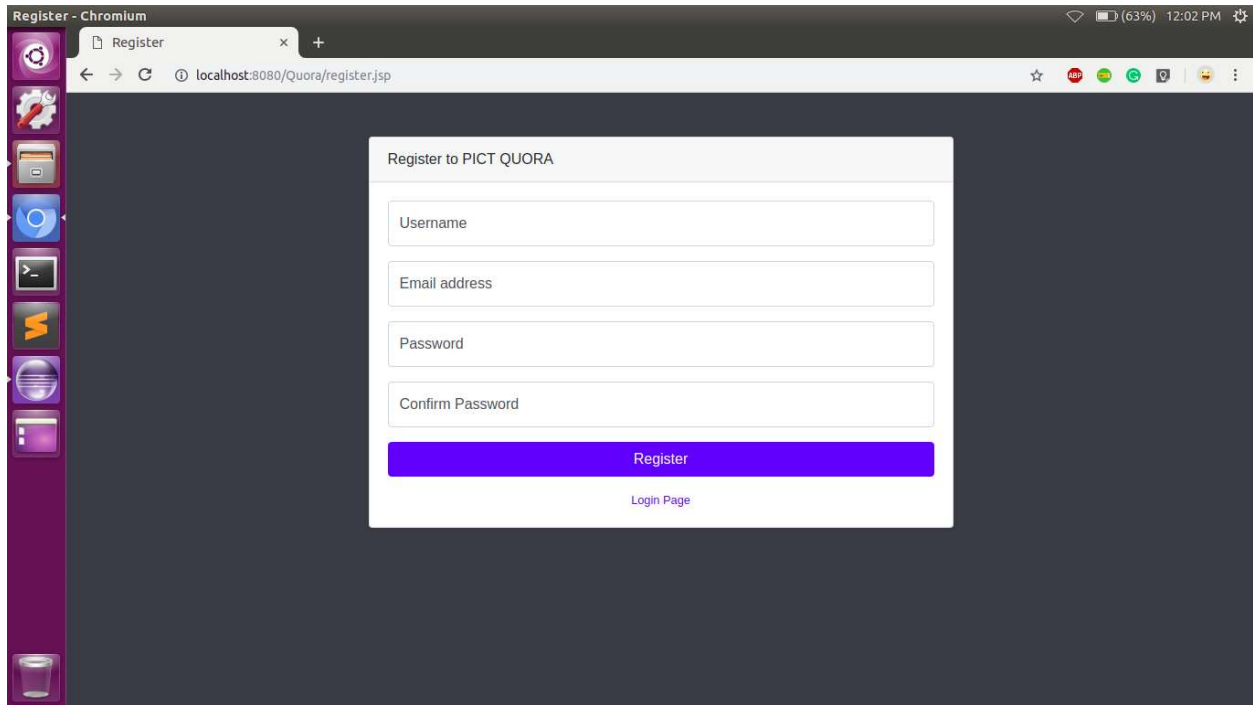 Register - Chromium
(63%) 12:02 PM
Register
localhost:8080/Quora/register.jsp
ABP
Register to PICT QUORA
Username
Email address
Password
Confirm Password
Register
Login Page